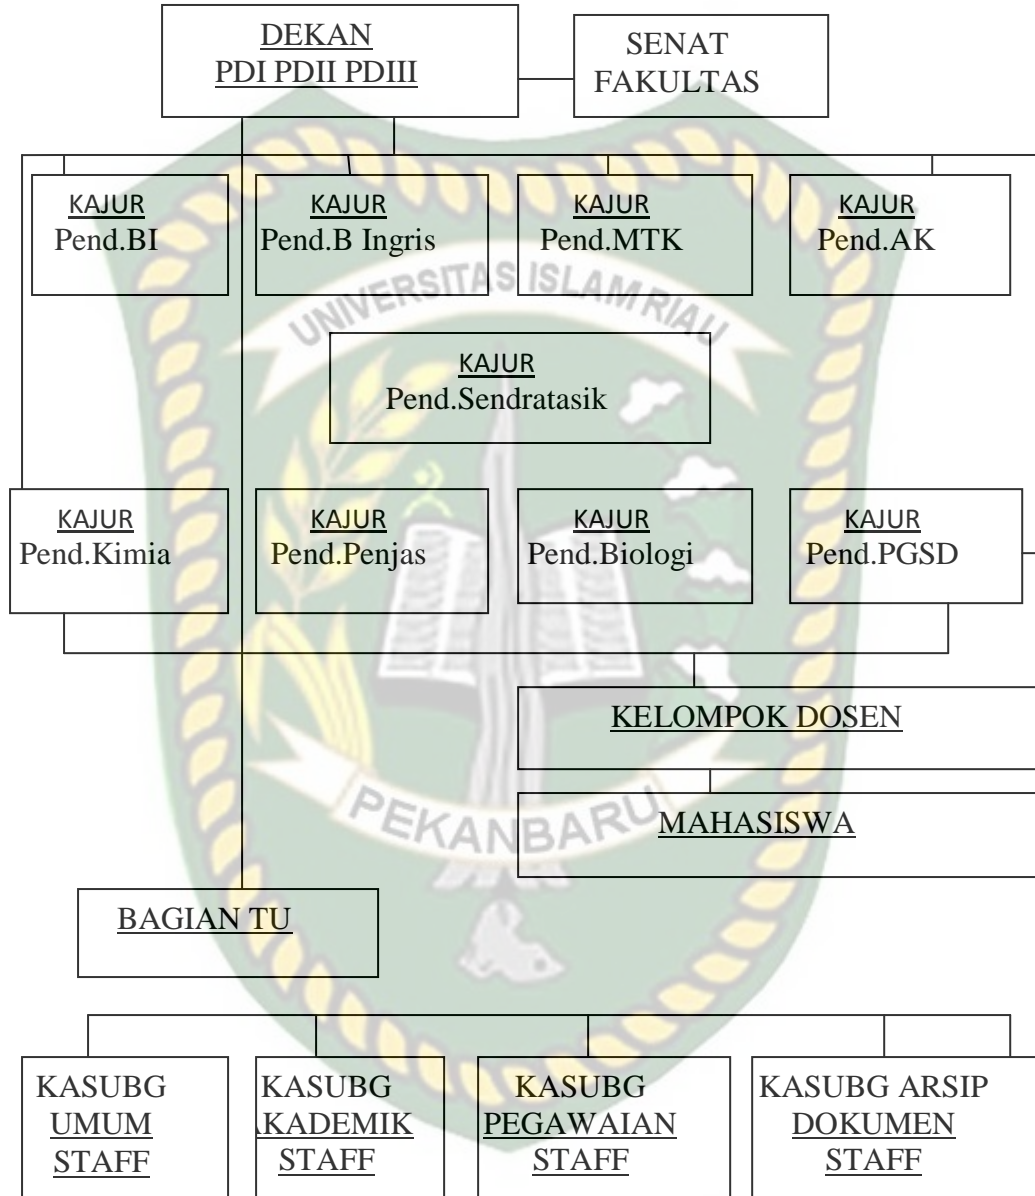 DEKAN
PDI PDII PDIII
SENAT
FAKULTAS
KAJUR
Pend.BI
KAJUR
Pend.B Ingris
KAJUR
Pend.MTK
KAJUR
Pend.AK
UNIVERSITAS ISLAM RIAU
KAJUR
Pend.Sendratasik
KAJUR
Pend.Kimia
KAJUR
Pend.Penjas
KAJUR
Pend.Biologi
KAJUR
Pend.PGSD
KELOMPOK DOSEN
PEKANBARU
MAHASISWA
BAGIAN TU
KASUBG
UMUM
STAFF
KASUBG
AKADEMIK
STAFF
KASUBG
PEGAWAIAN
STAFF
KASUBG ARSIP
DOKUMEN
STAFF